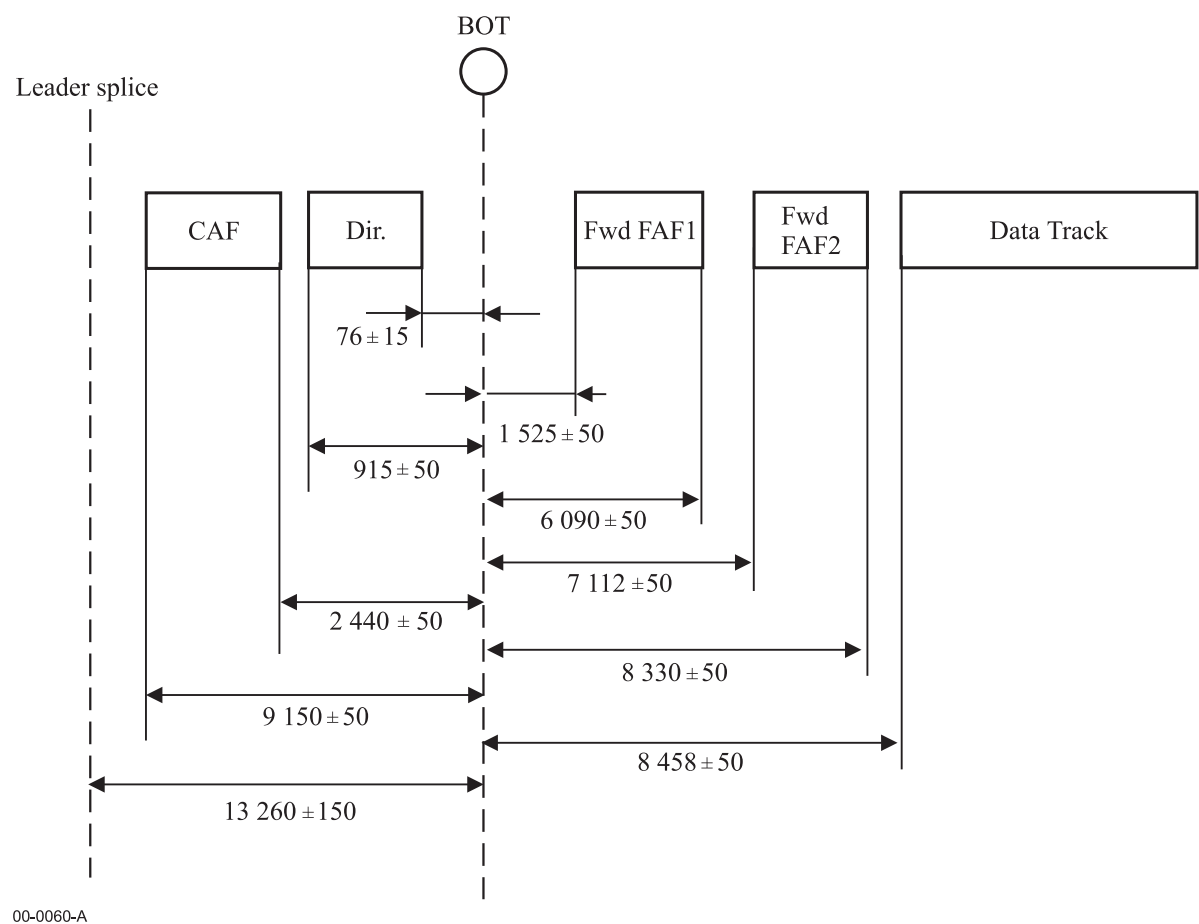 BOT
Leader splice
CAF
Dir.
Fwd FAF1
Fwd
FAF2
Data Track
76 ± 15
1 525 ± 50
915 ± 50
6 090 ± 50
7 112 ± 50
2 440 ± 50
8 330 ± 50
9 150 ± 50
8 458 ± 50
13 260 ± 150
00-0060-A